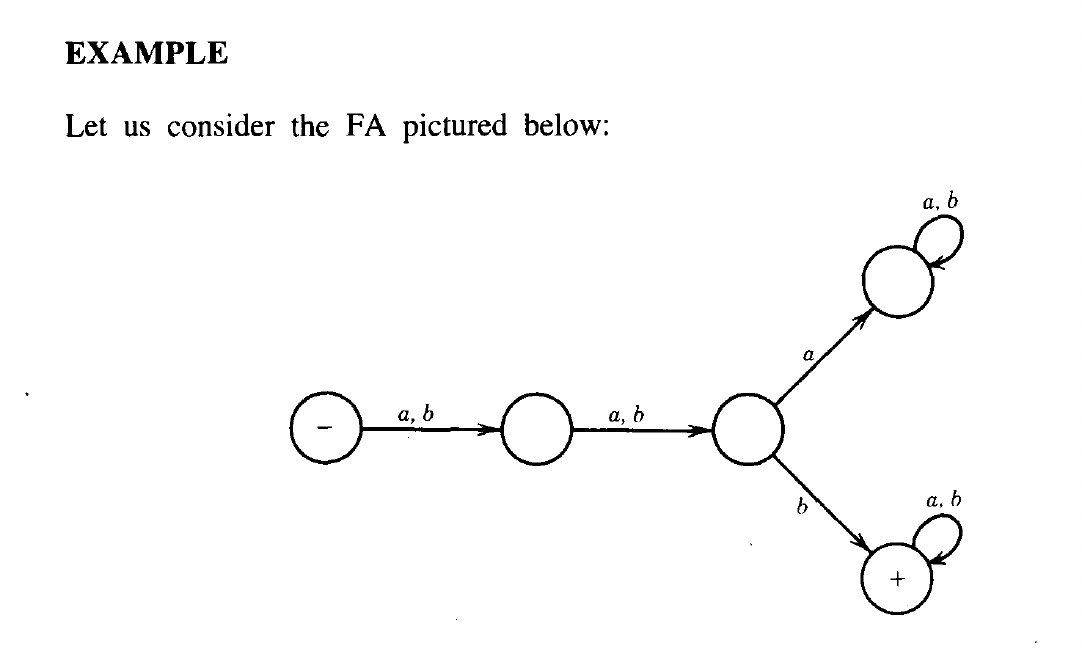 EXAMPLE
Let us consider the FA pictured below:
a, b
a
−
a, b
a, b
b
a, b
+